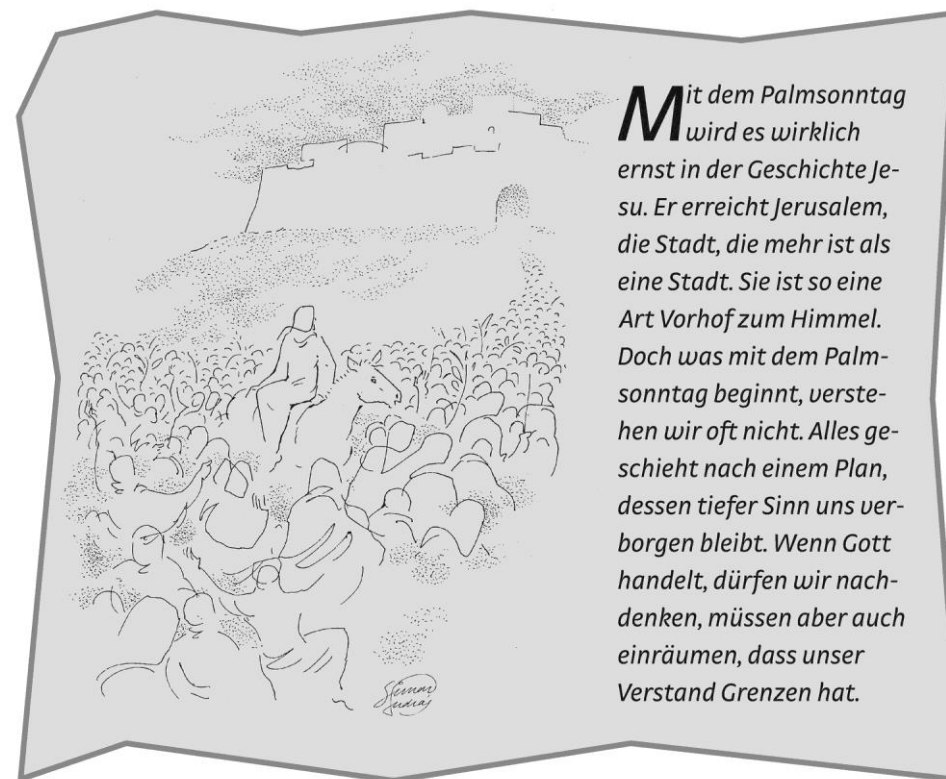 Mit dem Palmsonntag
wird es wirklich
ernst in der Geschichte Je-
su. Er erreicht Jerusalem,
die Stadt, die mehr ist als
eine Stadt. Sie ist so eine
Art Vorhof zum Himmel.
Doch was mit dem Palm-
sonntag beginnt, verste-
hen wir oft nicht. Alles ge-
schieht nach einem Plan,
dessen tiefer Sinn uns ver-
borgen bleibt. Wenn Gott
handelt, dürfen wir nach-
denken, müssen aber auch
einräumen, dass unser
Verstand Grenzen hat.